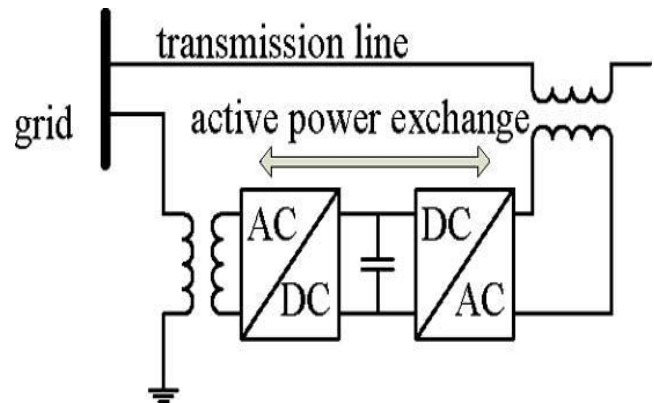 transmission line
grid
active power exchange
AC
DC
DC
AC